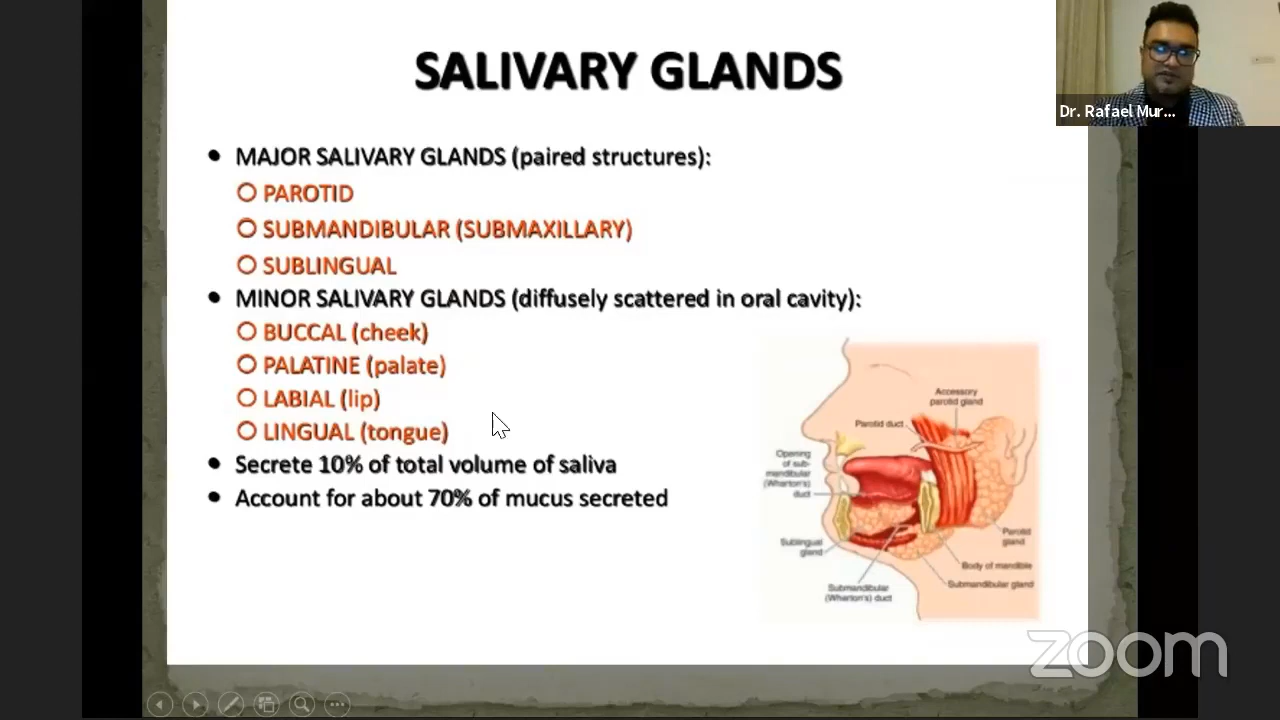 SALIVARY GLANDS
Dr. Rafael Mur...
MAJOR SALIVARY GLANDS (paired structures):
PAROTID
SUBMANDIBULAR (SUBMAXILLARY)
SUBLINGUAL
MINOR SALIVARY GLANDS (diffusely scattered in oral cavity):
BUCCAL (cheek)
PALATINE (palate)
LABIAL (lip)
LINGUAL (tongue)
Secrete 10% of total volume of saliva
Account for about 70% of mucus secreted
Accessory
parotid gland
Parotid duct
Opening
of sub-
mandibular
(Wharton's)
duct
Parotid
gland
Sublingual
gland
Body of mandible
Submandibular gland
Submandibular
(Wharton's) duct
zoom